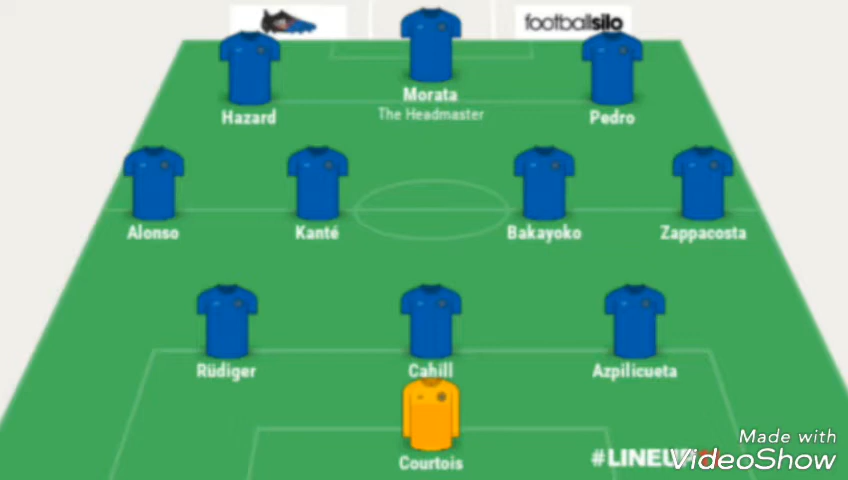 footballsilo
Morata
The Headmaster
Hazard
Pedro
Alonso
Kanté
Bakayoko
Zappacosta
Rüdiger
Cahill
Azpilicueta
Courtois
Made with
VideoShow